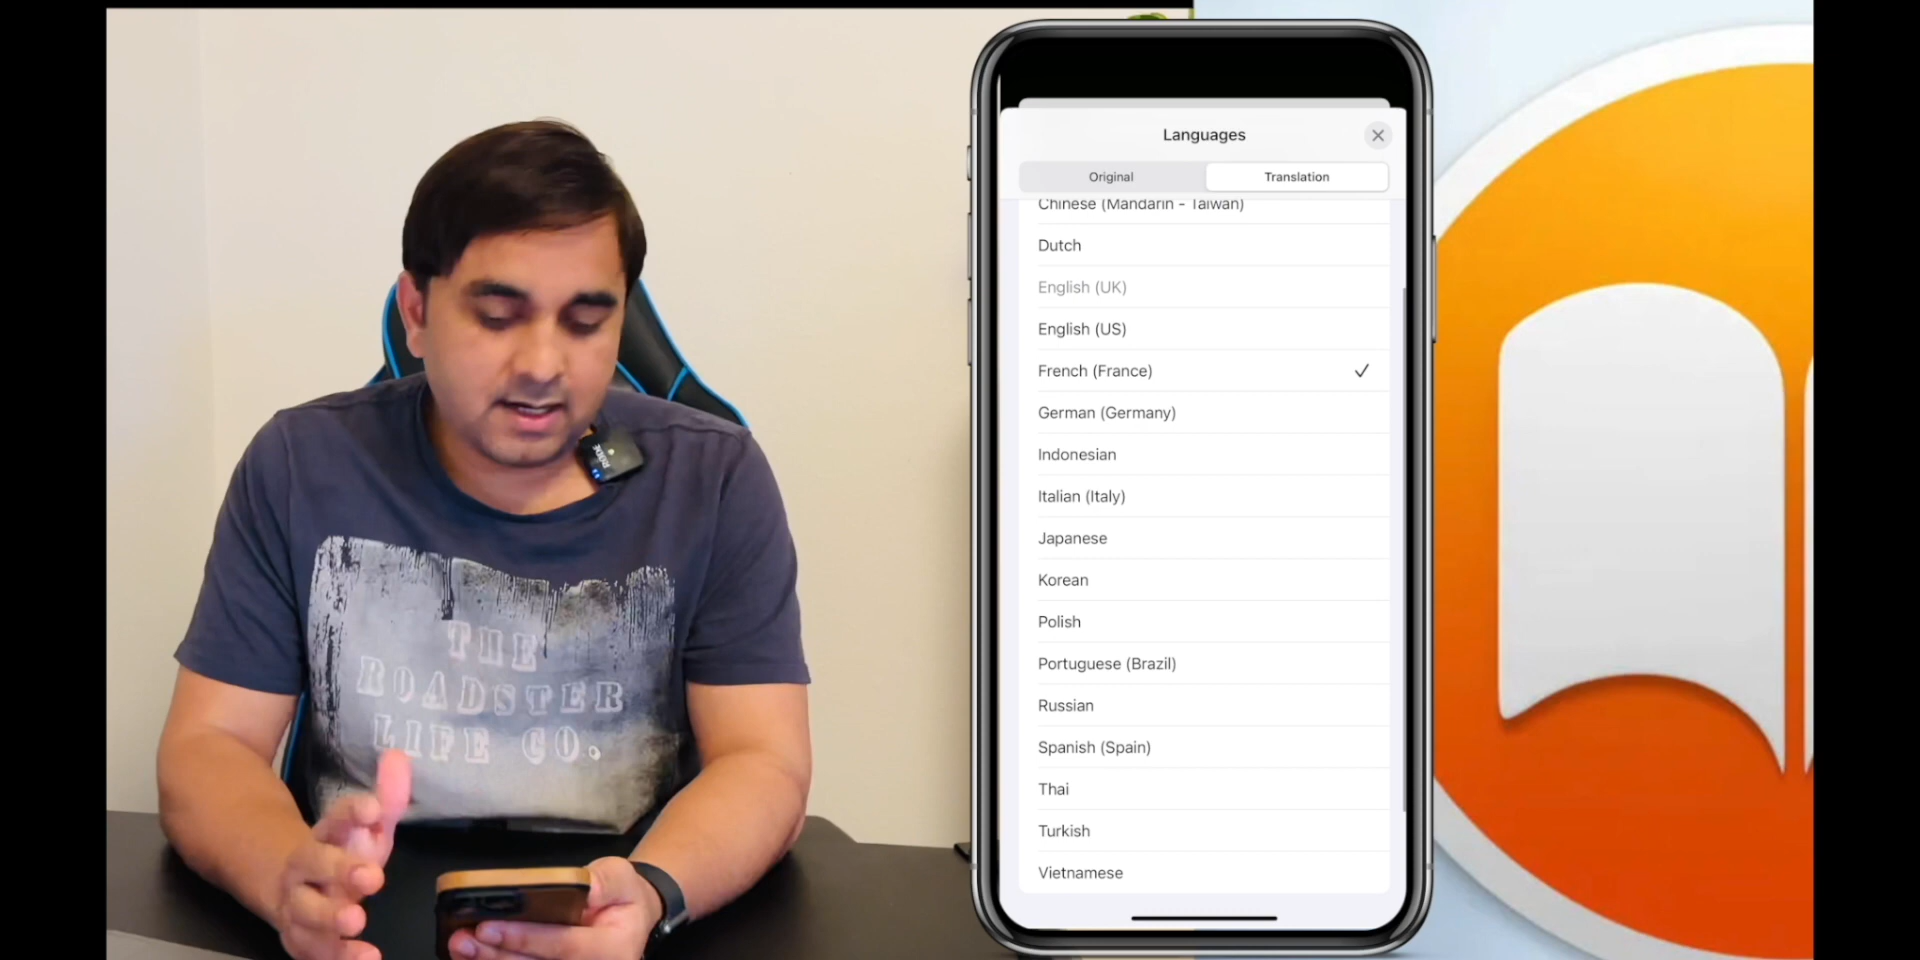 Languages
Original
Translation
Chinese (Mandarin - Taiwan)
Dutch
English (UK)
English (US)
French (France)
German (Germany)
Indonesian
Italian (Italy)
Japanese
Korean
Polish
Portuguese (Brazil)
Russian
Spanish (Spain)
Thai
Turkish
Vietnamese
RØDE
THE
ROADSTER
LIFE CO.